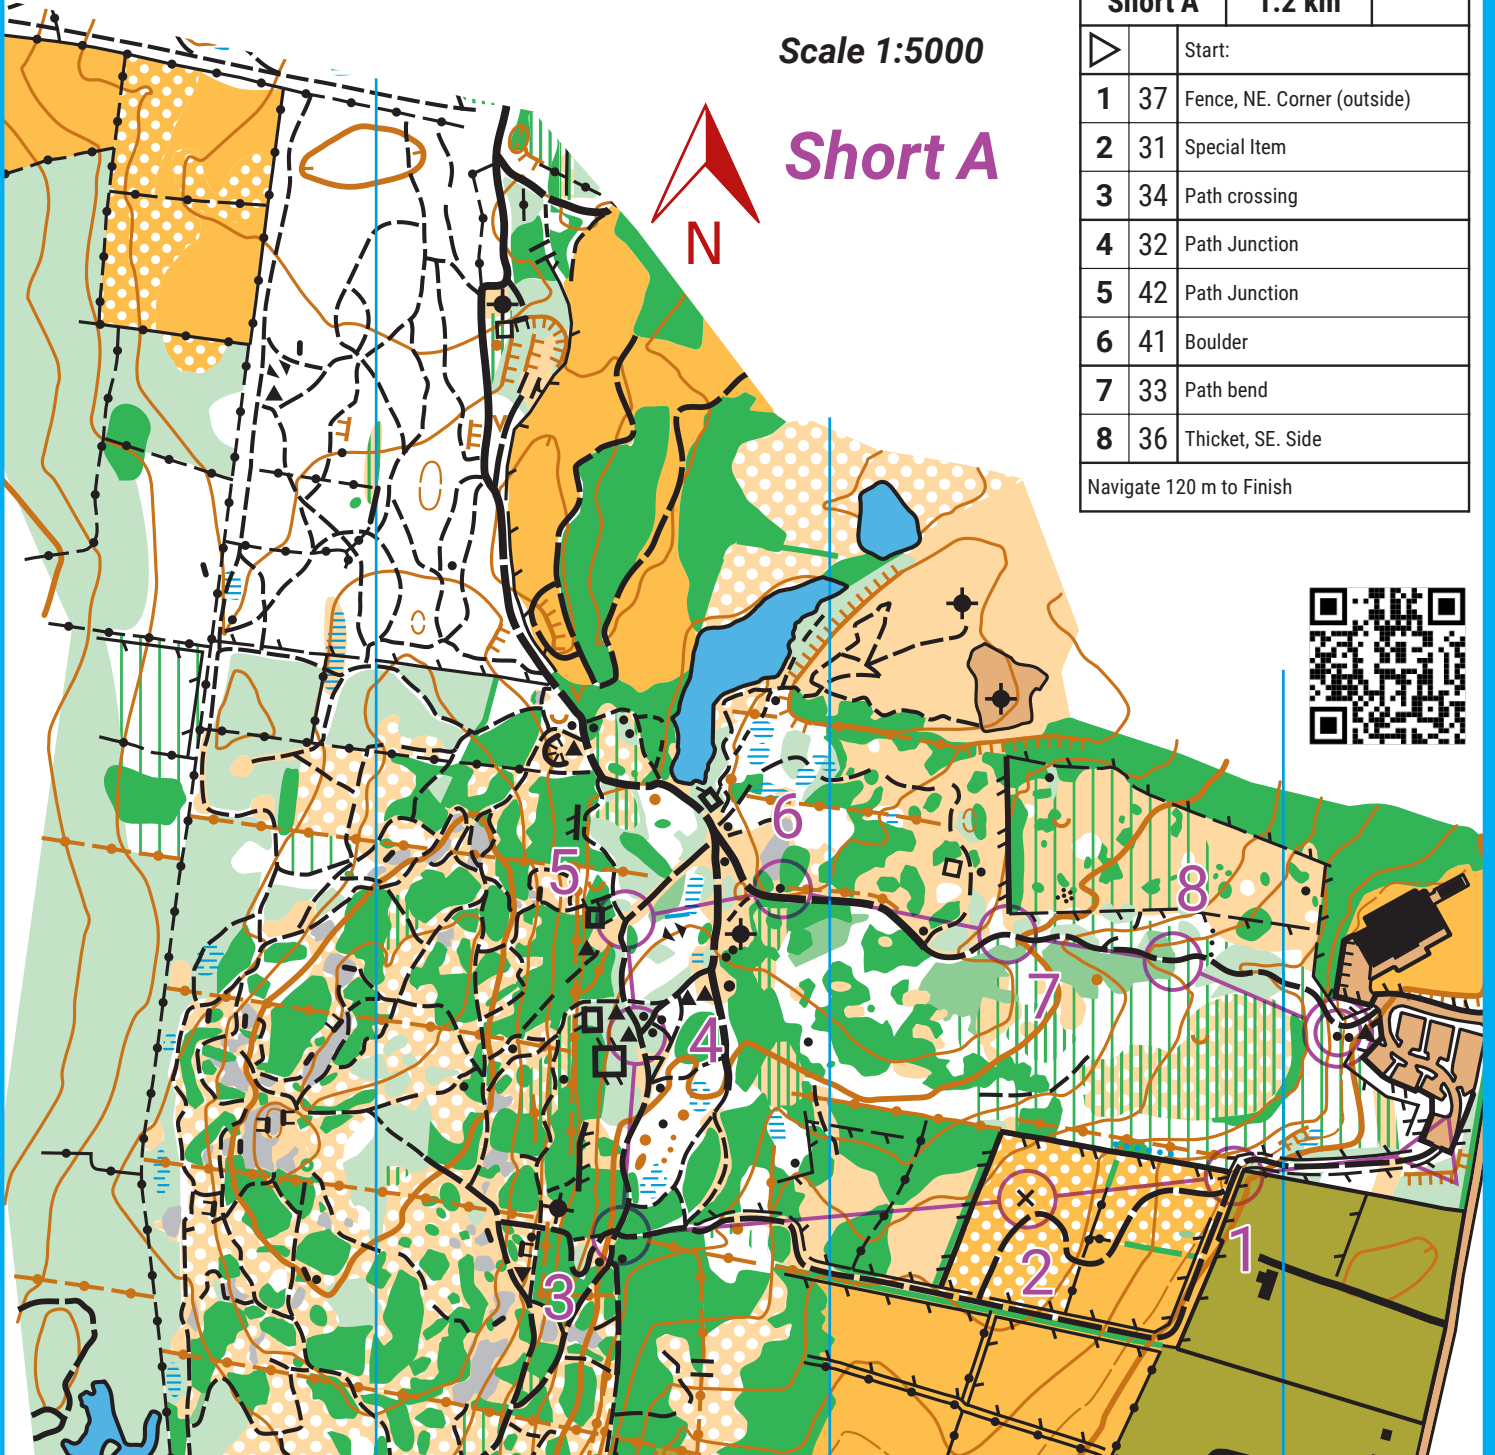 Short A 1.2 km
Scale 1:5000
Start:
1 37 Fence, NE. Corner (outside)
Short A
2 31 Special Item
3 34 Path crossing
N
4 32 Path Junction
5 42 Path Junction
6 41 Boulder
7 33 Path bend
8 36 Thicket, SE. Side
Navigate 120 m to Finish
6
5
8
7
4
1
2
3